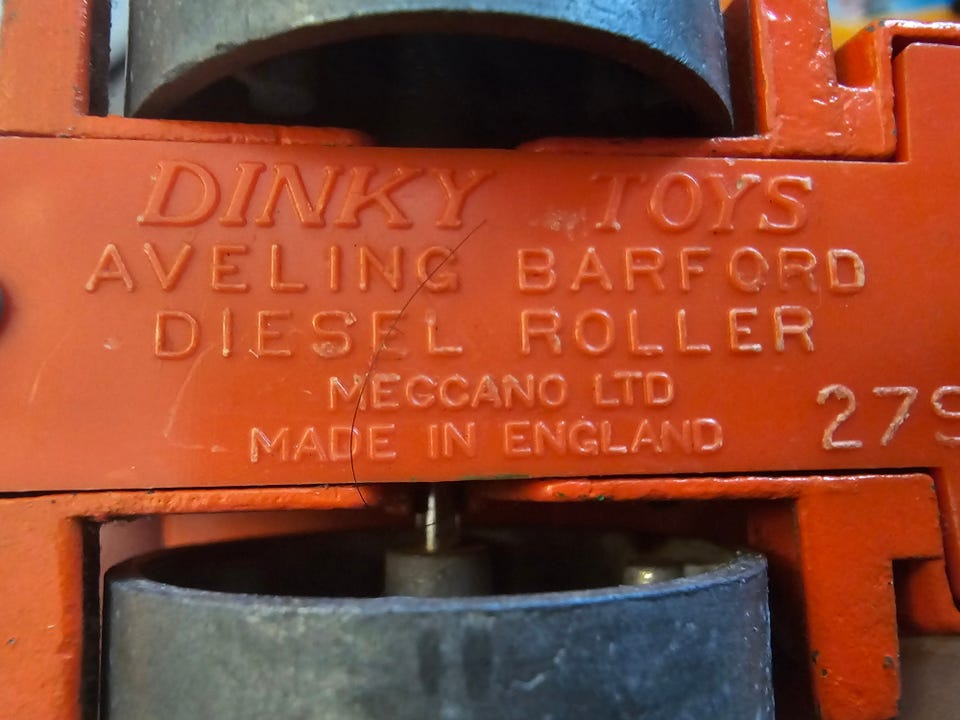 DINKY TOYS
AVELING BARFORD
DIESEL ROLLER
MECCANO LTD
279
MADE IN ENGLAND